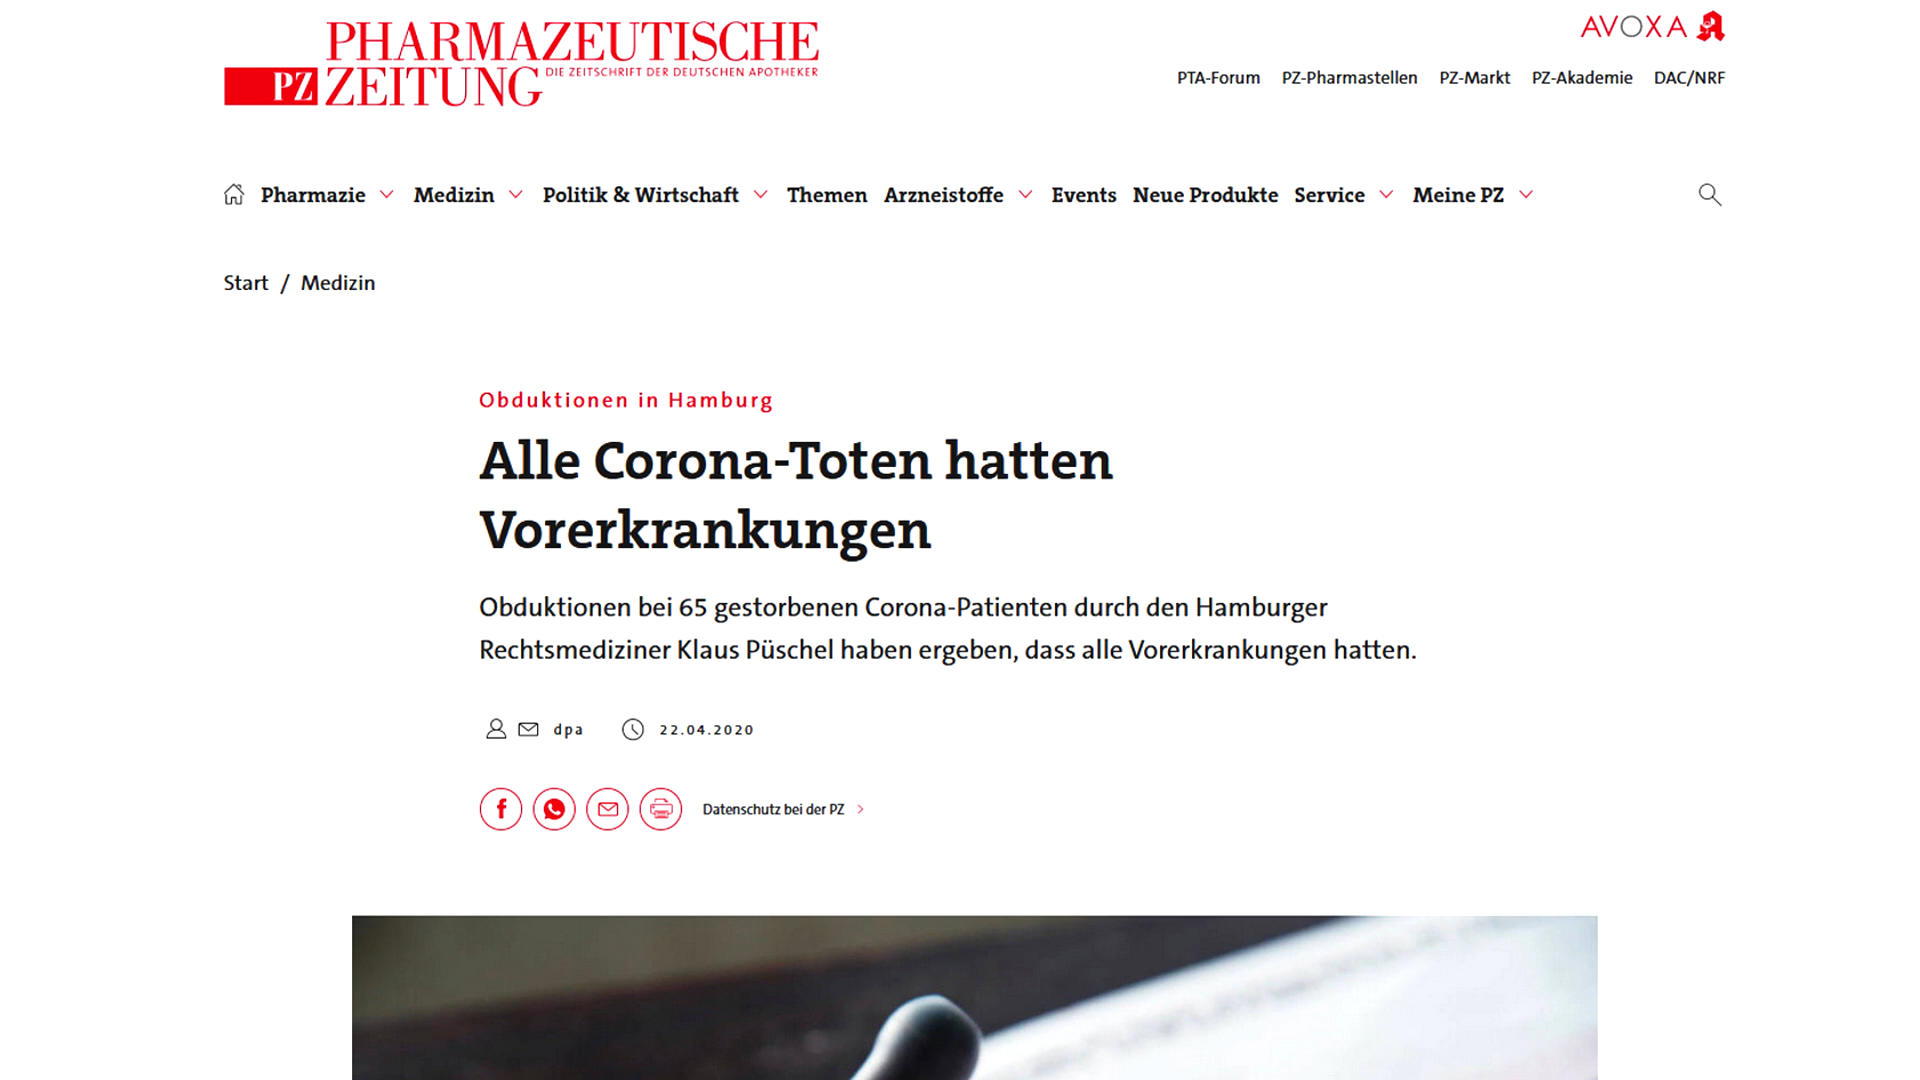 PHARMAZEUTISCHE
PZ ZEITUNG DIE ZEITSCHRIFT DER DEUTSCHEN APOTHEKER
AVOXA
PTA-Forum PZ-Pharmastellen PZ-Markt PZ-Akademie DAC/NRF
Pharmazie Medizin Politik & Wirtschaft Themen Arzneistoffe Events Neue Produkte Service Meine PZ
Start / Medizin
Obduktionen in Hamburg
Alle Corona-Toten hatten
Vorerkrankungen
Obduktionen bei 65 gestorbenen Corona-Patienten durch den Hamburger
Rechtsmediziner Klaus Püschel haben ergeben, dass alle Vorerkrankungen hatten.
dpa 22.04.2020
Datenschutz bei der PZ